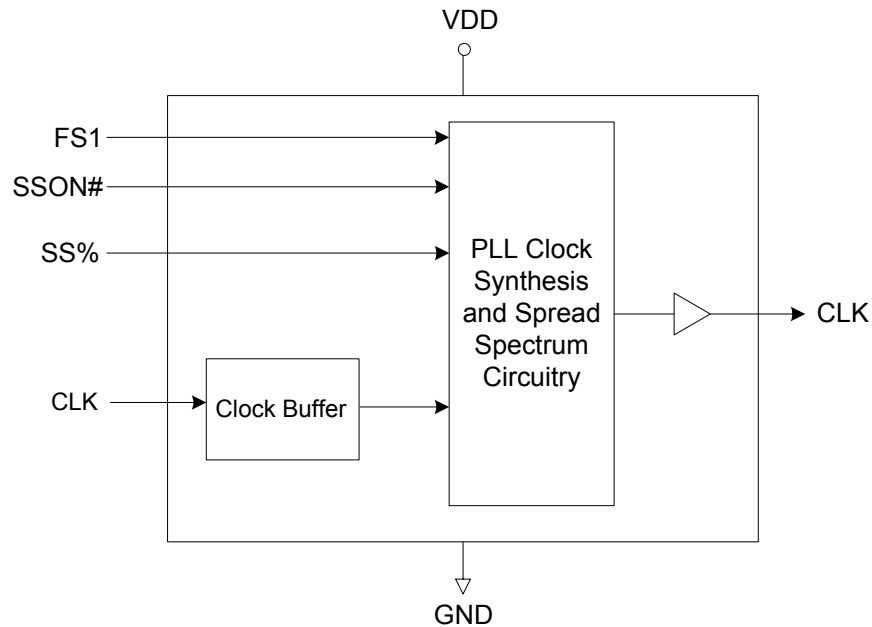 VDD
FS1
SSON#
SS%
PLL Clock
Synthesis
and Spread
Spectrum
Circuitry
CLK
CLK
Clock Buffer
GND